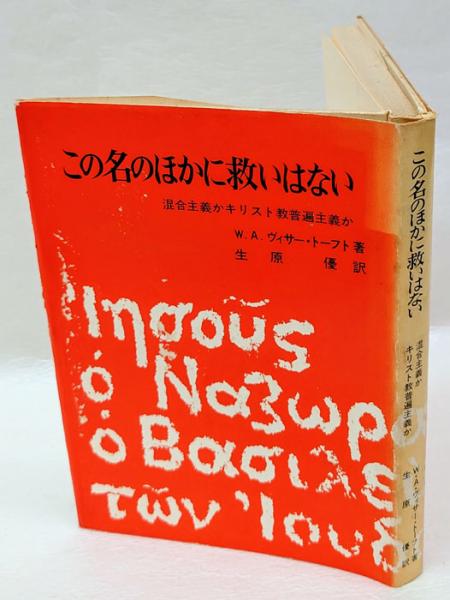 この名のほかに救いはない
混合主義かキリスト教普遍主義か
W.A.ヴィサー・トーフト著
生原 優訳
Ἰησοῦς
ὁ Ναζωρ
ὁ Βασιλε
τῶν Ἰουδ
この名のほかに救いはない
混合主義か
キリスト教普遍主義か
W・A・ヴィサー・トーフト著
生原 優訳